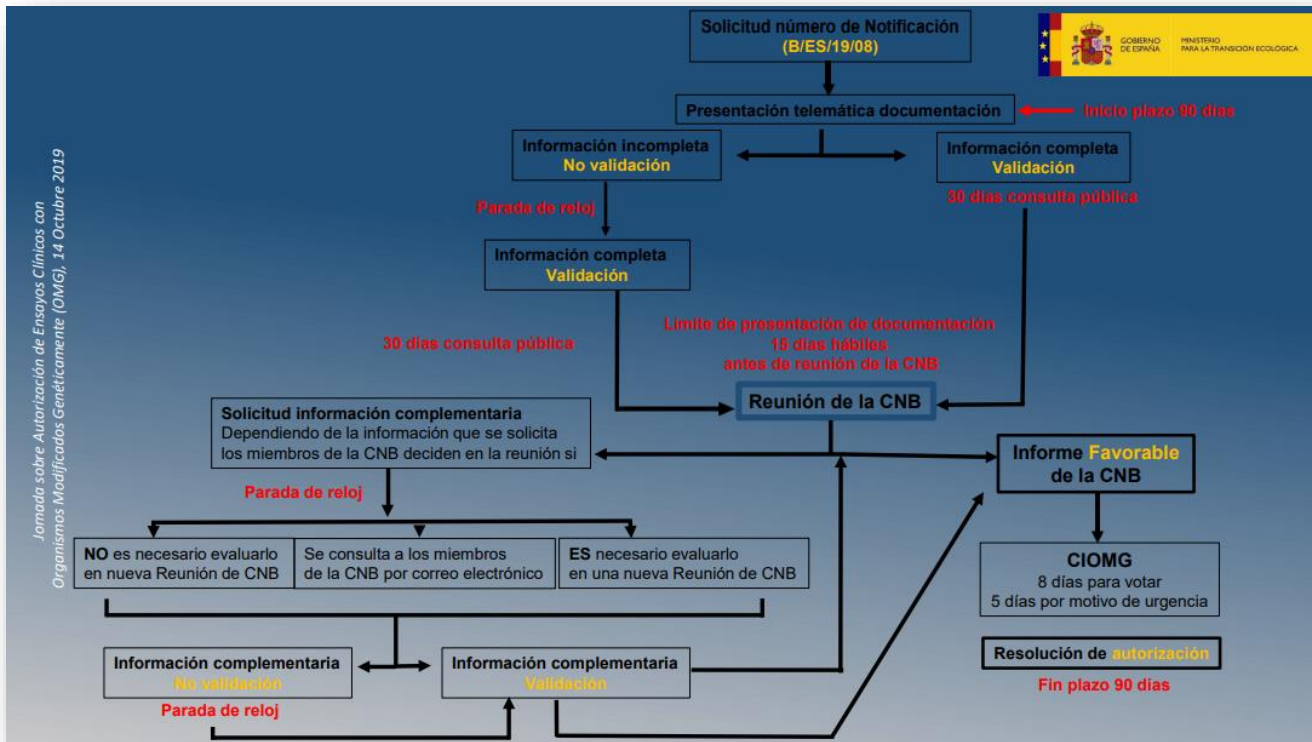 Solicitud número de Notificación
(B/ES/19/08)
GOBIERNO
DE ESPAÑA
MINISTERIO
PARA LA TRANSICIÓN ECOLÓGICA
Presentación telemática documentación
Inicio plazo 90 días
Información incompleta
No validación
Información completa
Validación
Parada de reloj
30 días consulta pública
Información completa
Validación
Jornada sobre Autorización de Ensayos Clínicos con
Organismos Modificados Genéticamente (OMG), 14 Octubre 2019
30 días consulta pública
Límite de presentación de documentación
15 días hábiles
antes de reunión de la CNB
Reunión de la CNB
Solicitud información complementaria
Dependiendo de la información que se solicita
los miembros de la CNB deciden en la reunión si
Informe Favorable
de la CNB
Parada de reloj
NO es necesario evaluarlo
en nueva Reunión de CNB
Se consulta a los miembros
de la CNB por correo electrónico
ES necesario evaluarlo
en una nueva Reunión de CNB
CIOMG
8 días para votar
5 días por motivo de urgencia
Información complementaria
No validación
Parada de reloj
Información complementaria
Validación
Resolución de autorización
Fin plazo 90 días